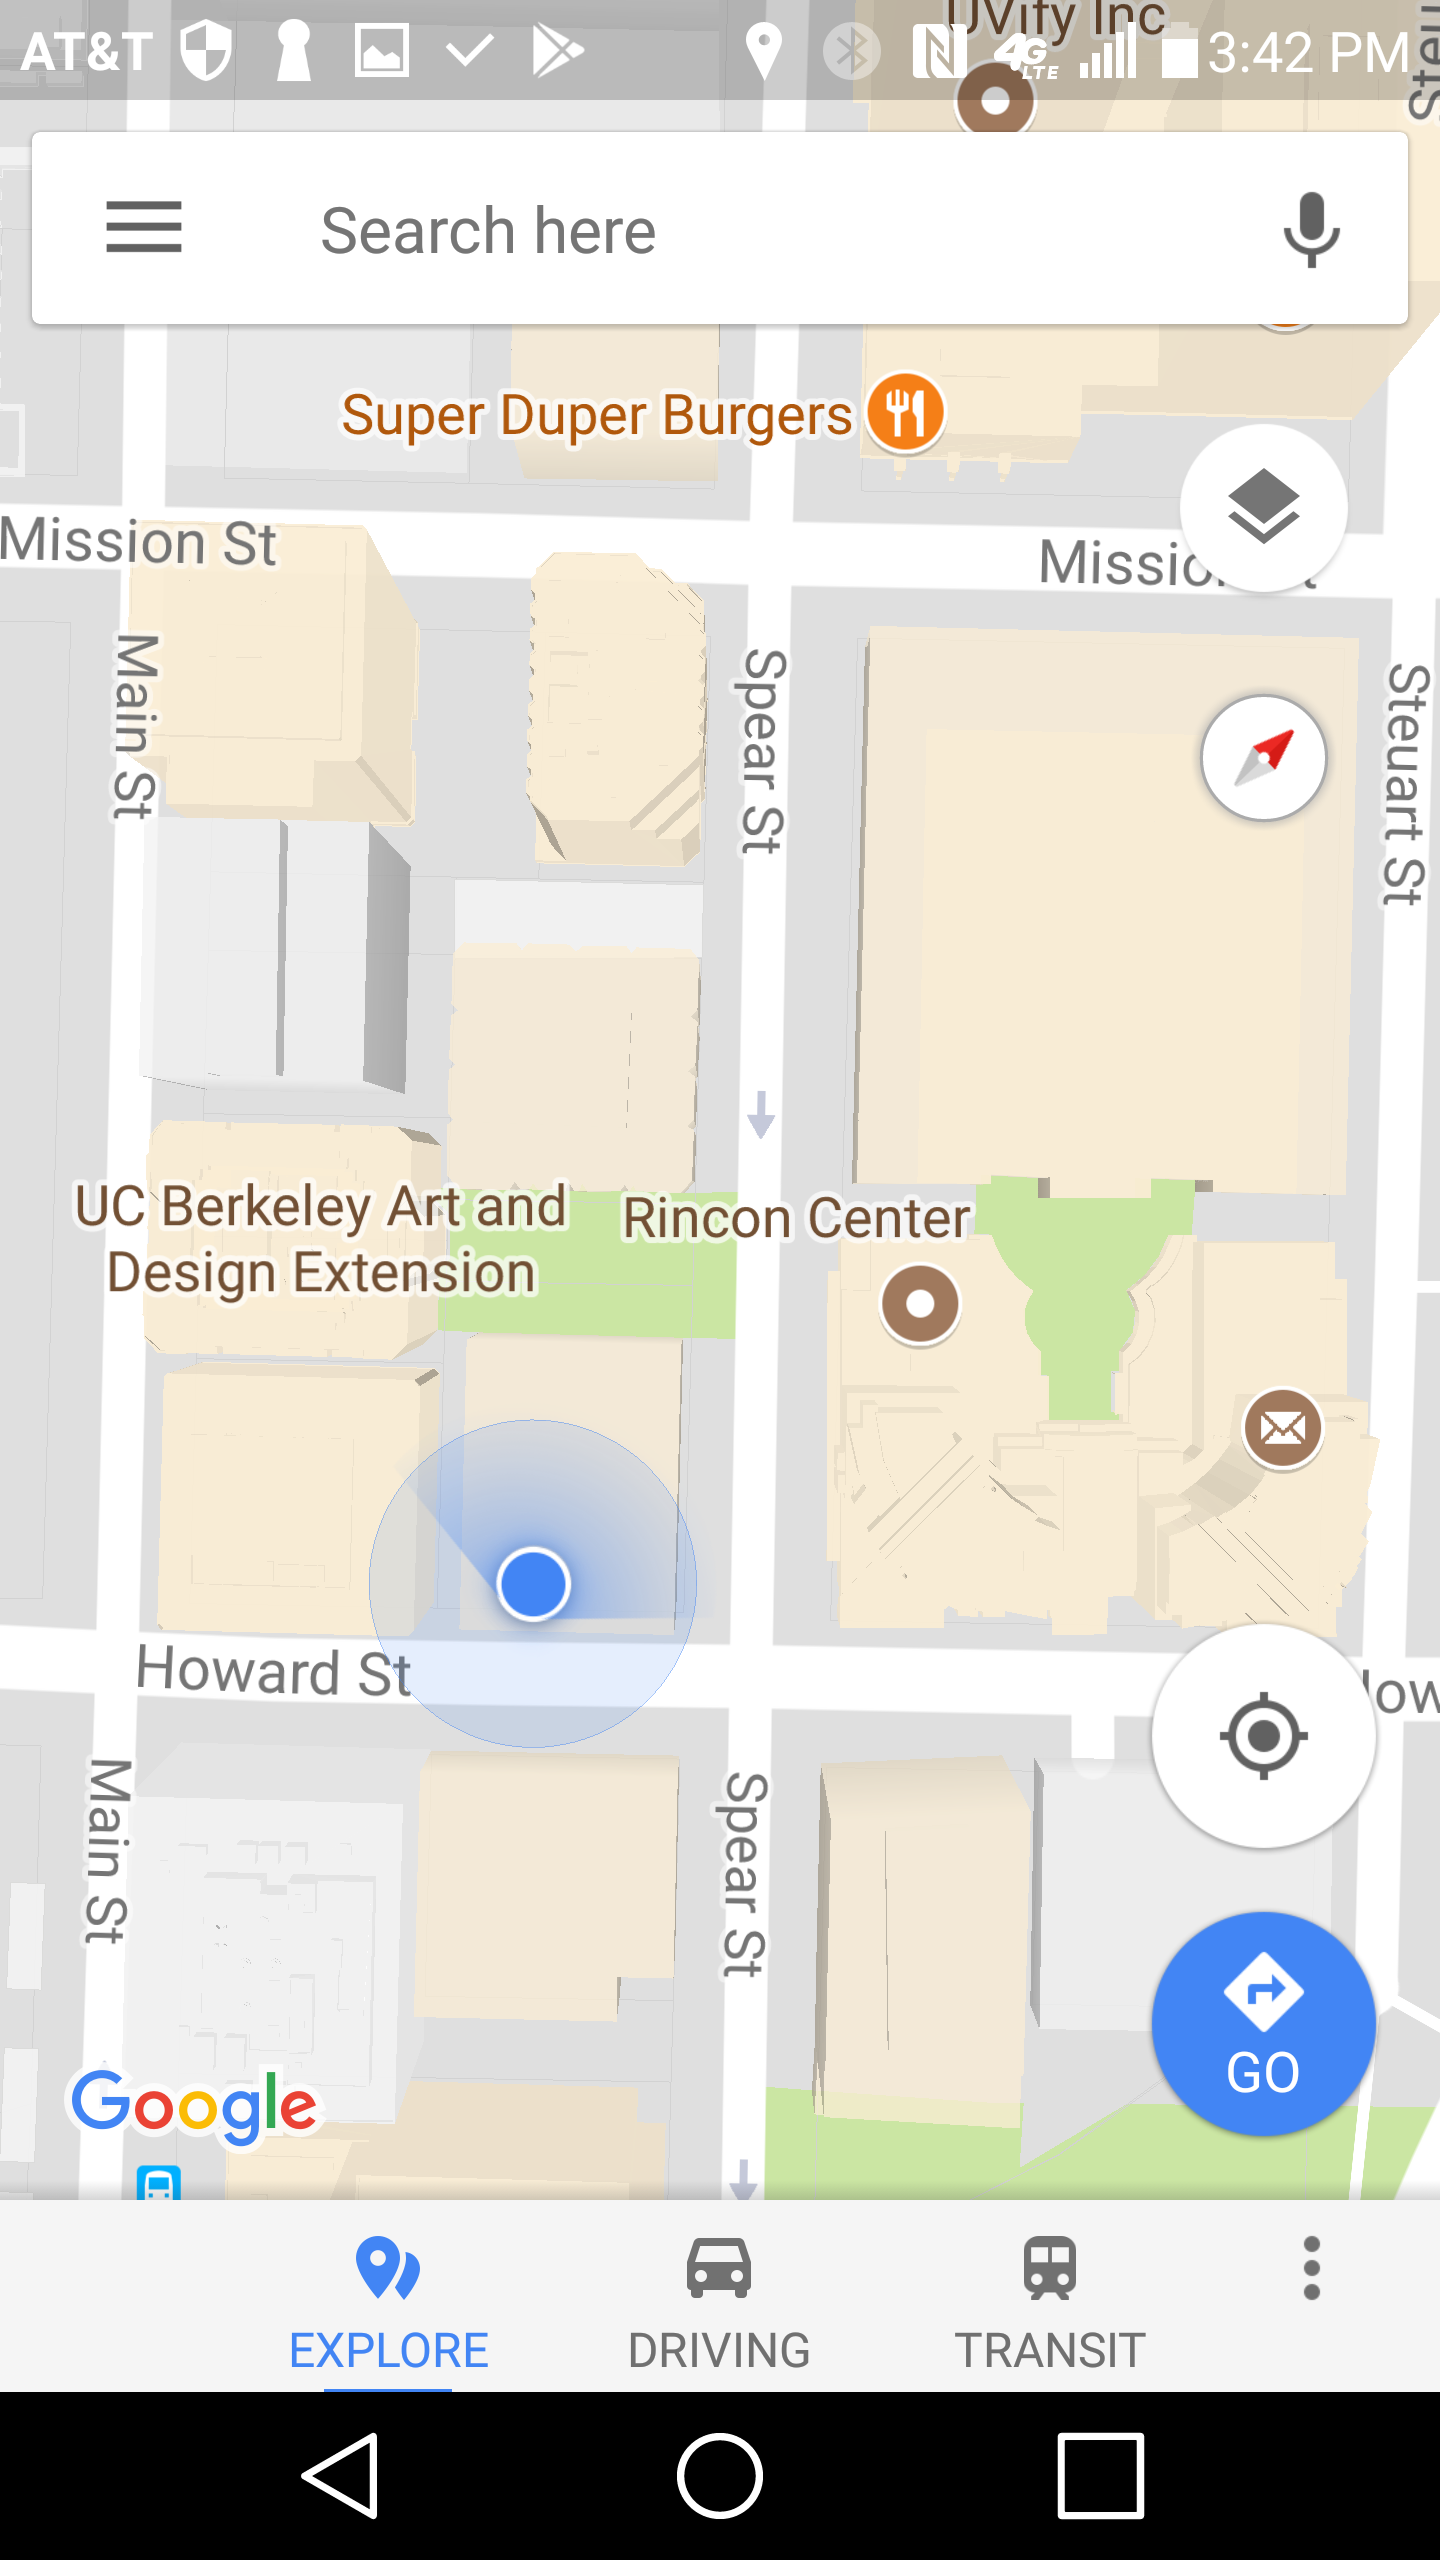 AT&T
4G LTE
3:42 PM
UVify Inc
Search here
Super Duper Burgers
Mission St
Main St
Spear St
Steuart St
UC Berkeley Art and
Design Extension
Rincon Center
Howard St
Main St
Spear St
GO
Google
EXPLORE
DRIVING
TRANSIT